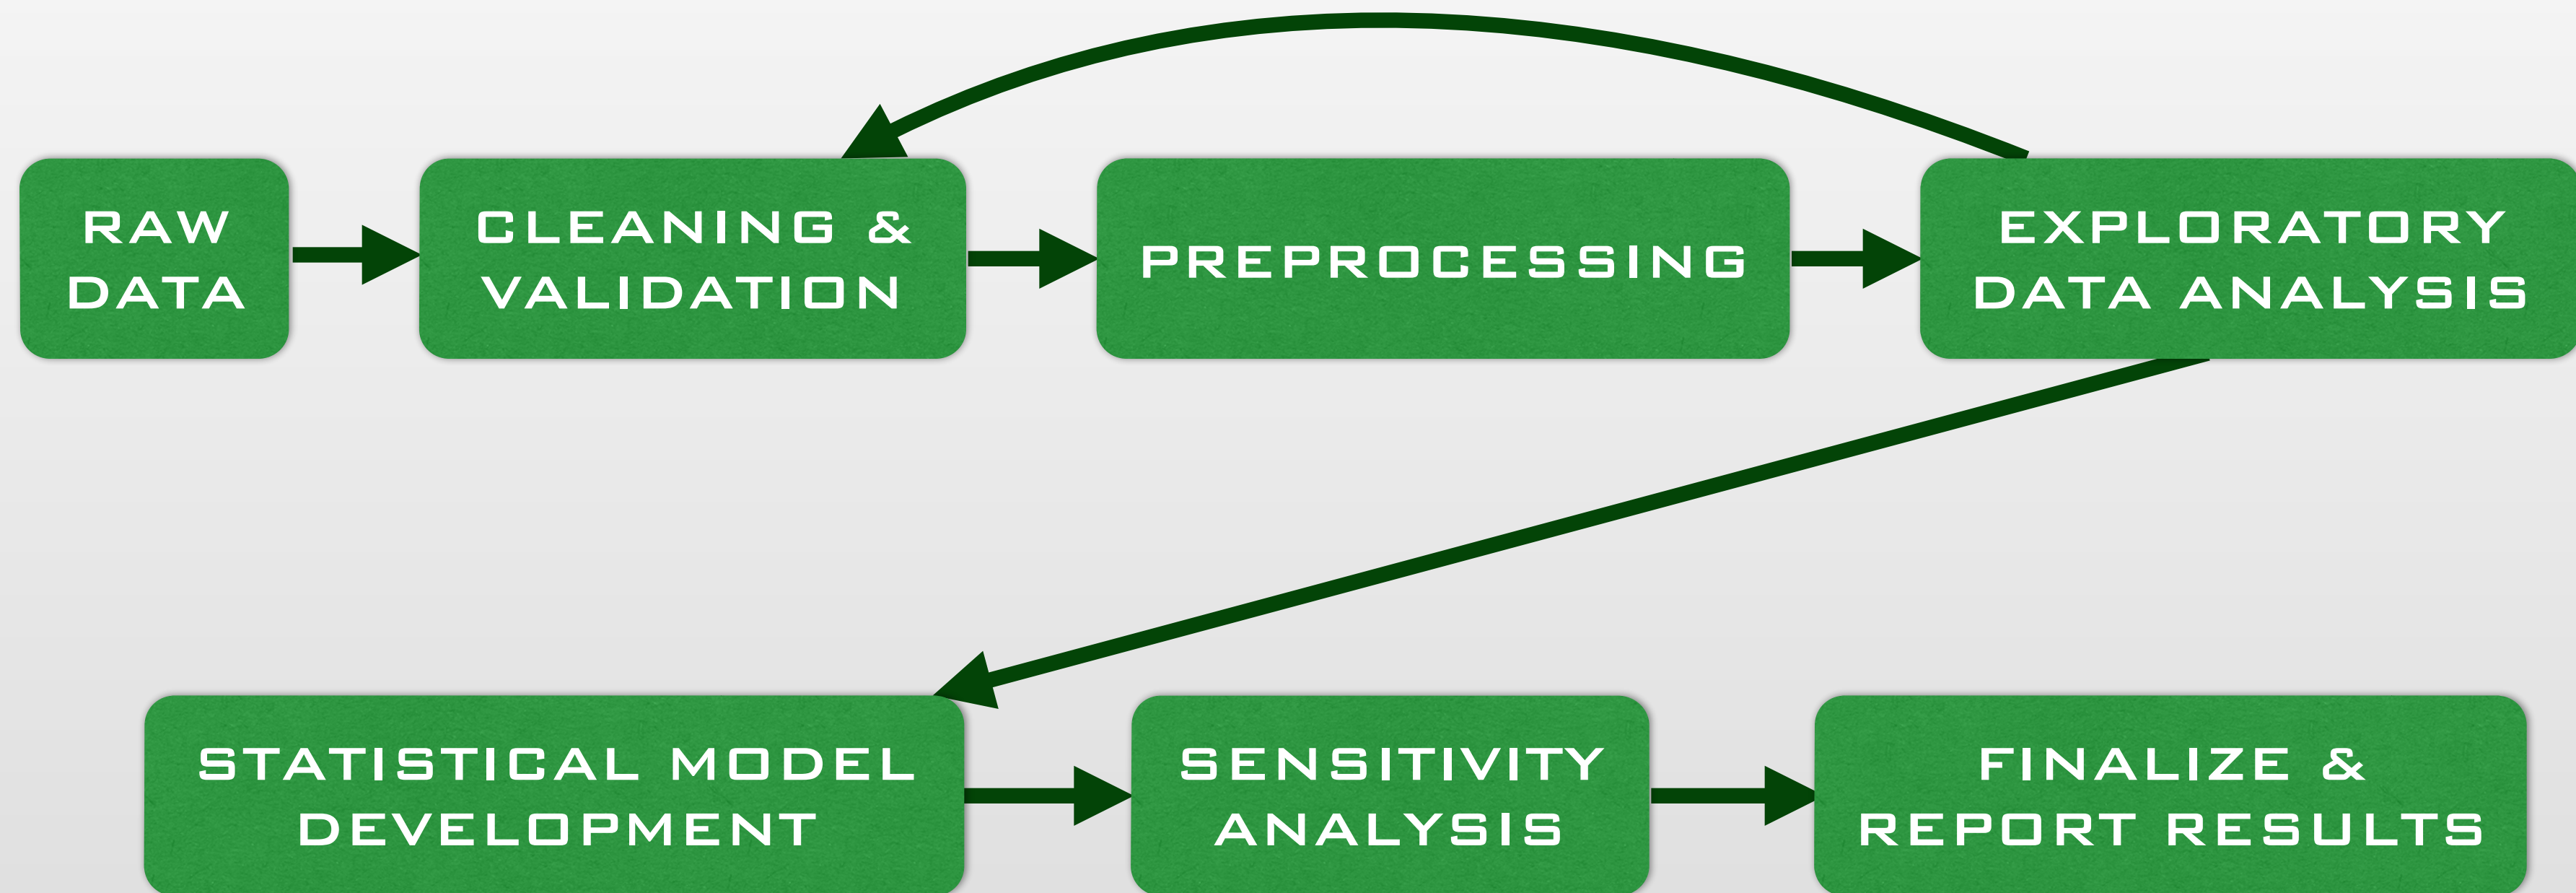 RAW
DATA
CLEANING &
VALIDATION
PREPROCESSING
EXPLORATORY
DATA ANALYSIS
STATISTICAL MODEL
DEVELOPMENT
SENSITIVITY
ANALYSIS
FINALIZE &
REPORT RESULTS